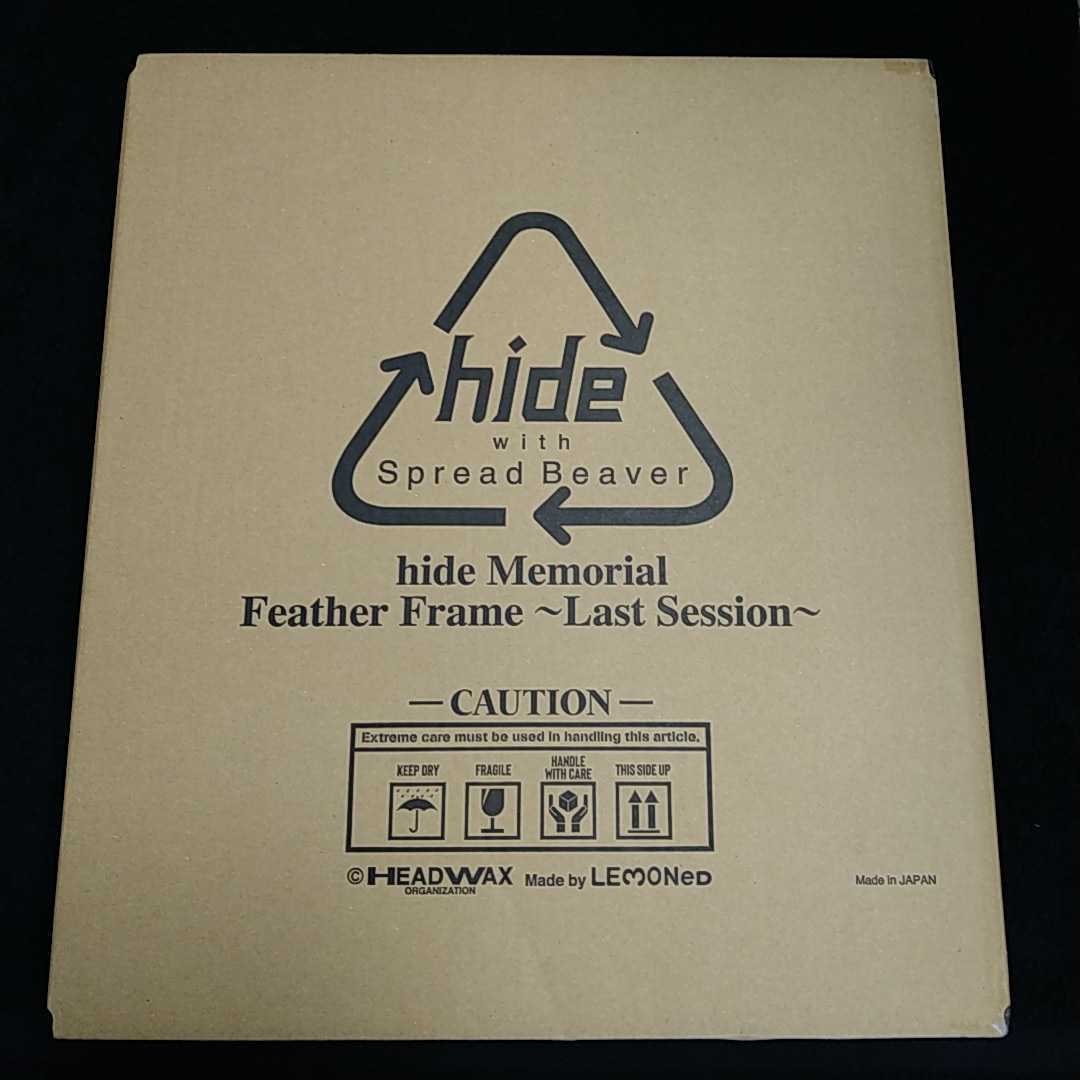 hide
with
Spread Beaver
hide Memorial
Feather Frame ~Last Session~
— CAUTION —
Extreme care must be used in handling this article.
KEEP DRY
FRAGILE
HANDLE
WITH CARE
THIS SIDE UP
©HEADWAX
ORGANIZATION
Made by LEMONeD
Made in JAPAN